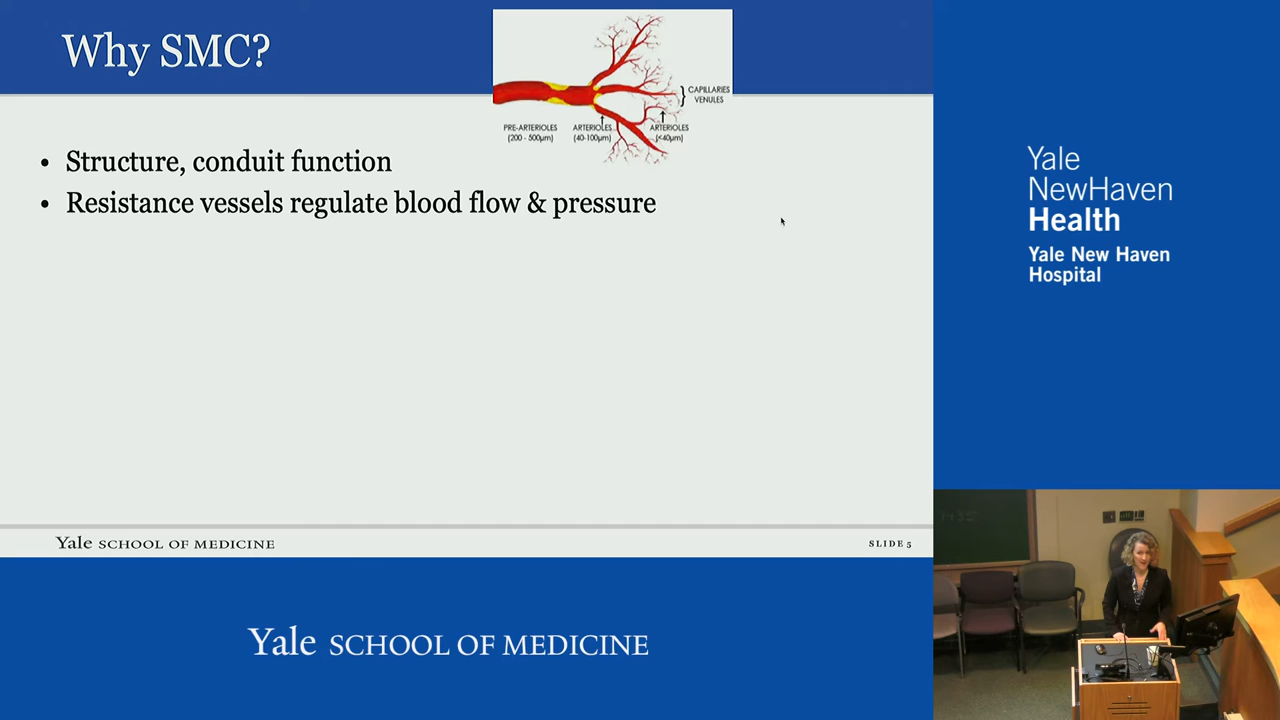 Why SMC?
CAPILLARIES
VENULES
PRE-ARTERIOLES
(200 - 500µm)
ARTERIOLES
(40-100µm)
ARTERIOLES
(<40µm)
• Structure, conduit function
• Resistance vessels regulate blood flow & pressure
Yale SCHOOL OF MEDICINE
SLIDE 5
Yale
NewHaven
Health
Yale New Haven
Hospital
Yale SCHOOL OF MEDICINE